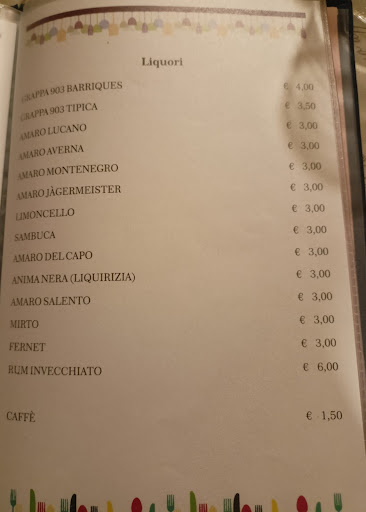 Liquori
GRAPPA 903 BARRIQUES € 4,00
GRAPPA 903 TIPICA € 3,50
AMARO LUCANO € 3,00
AMARO AVERNA € 3,00
AMARO MONTENEGRO € 3,00
AMARO JÀGERMEISTER € 3,00
LIMONCELLO € 3,00
SAMBUCA € 3,00
AMARO DEL CAPO € 3,00
ANIMA NERA (LIQUIRIZIA) € 3,00
AMARO SALENTO € 3,00
MIRTO € 3,00
FERNET € 3,00
RUM INVECCHIATO € 6,00
CAFFÈ € 1,50